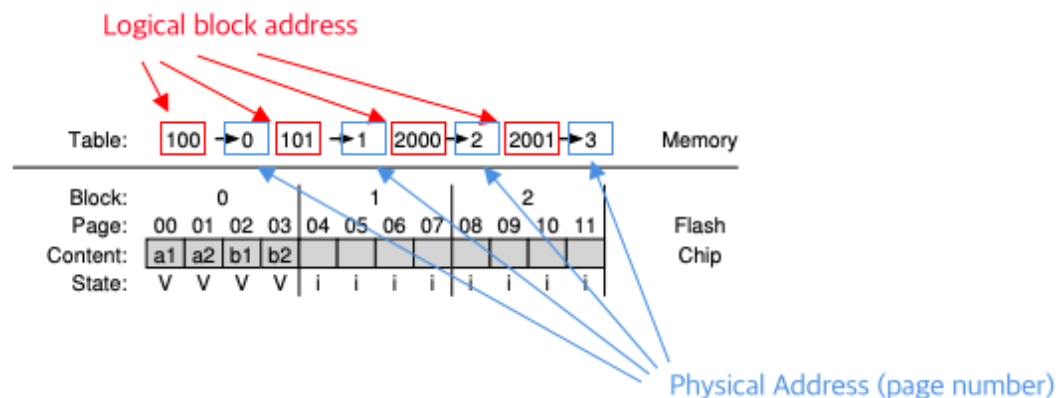 Logical block address
Table: 100 → 0 101 → 1 2000 → 2 2001 → 3 Memory
Block: 0 1 2
Page: 00 01 02 03 04 05 06 07 08 09 10 11 Flash
Content: a1 a2 b1 b2 Chip
State: V V V V i i i i i i i i
Physical Address (page number)